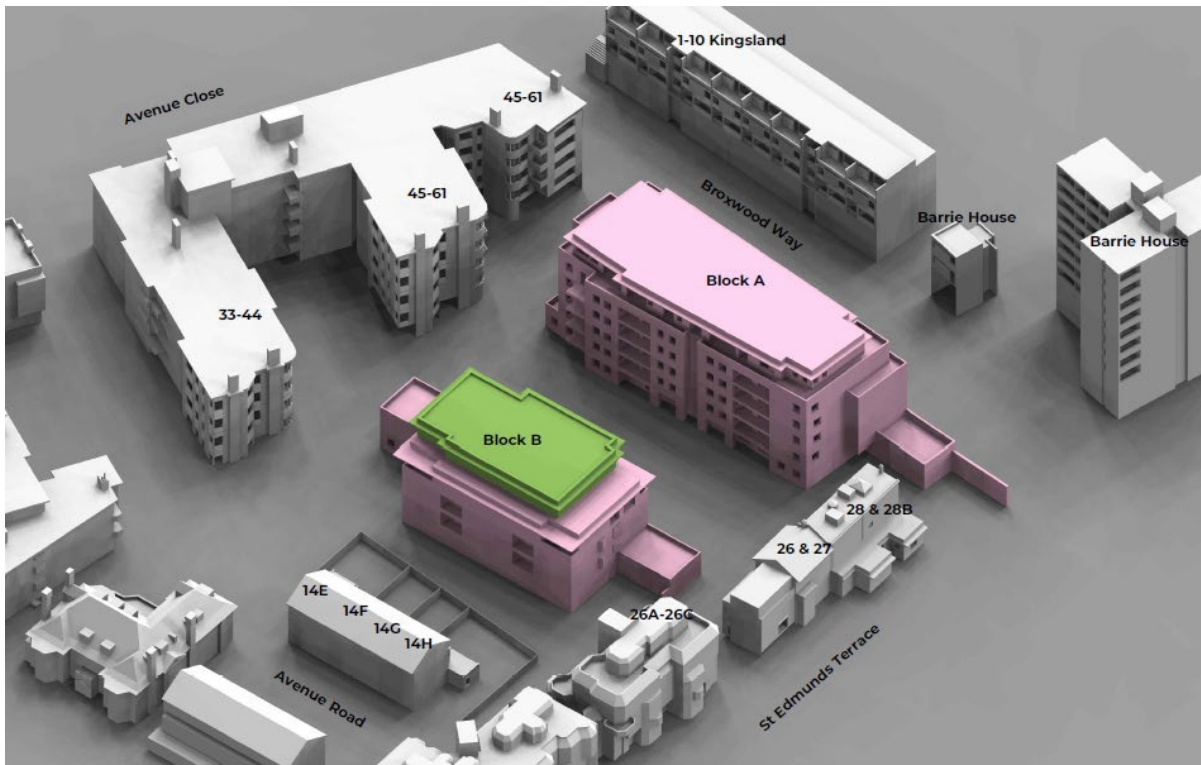 1-10 Kingsland
Avenue Close
45-61
45-61
Broxwood Way
Barrie House
Barrie House
Block A
33-44
Block B
28 & 28B
26 & 27
14E
14F
14G
14H
26A-26G
St Edmunds Terrace
Avenue Road